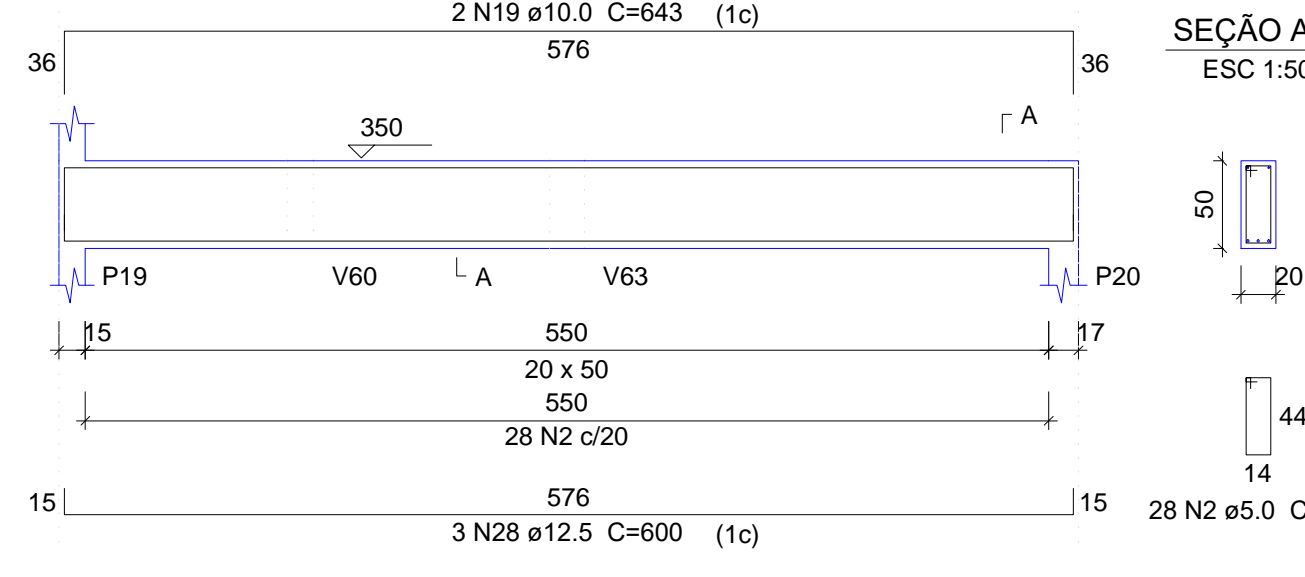 2 N19 ø10.0 C=643 (1c)
576
36
36
SEÇÃO A
ESC 1:50
350
A
50
P19
V60
A
V63
P20
20
15
550
17
20 x 50
550
28 N2 c/20
44
14
15
576
15
28 N2 ø5.0 C
3 N28 ø12.5 C=600 (1c)